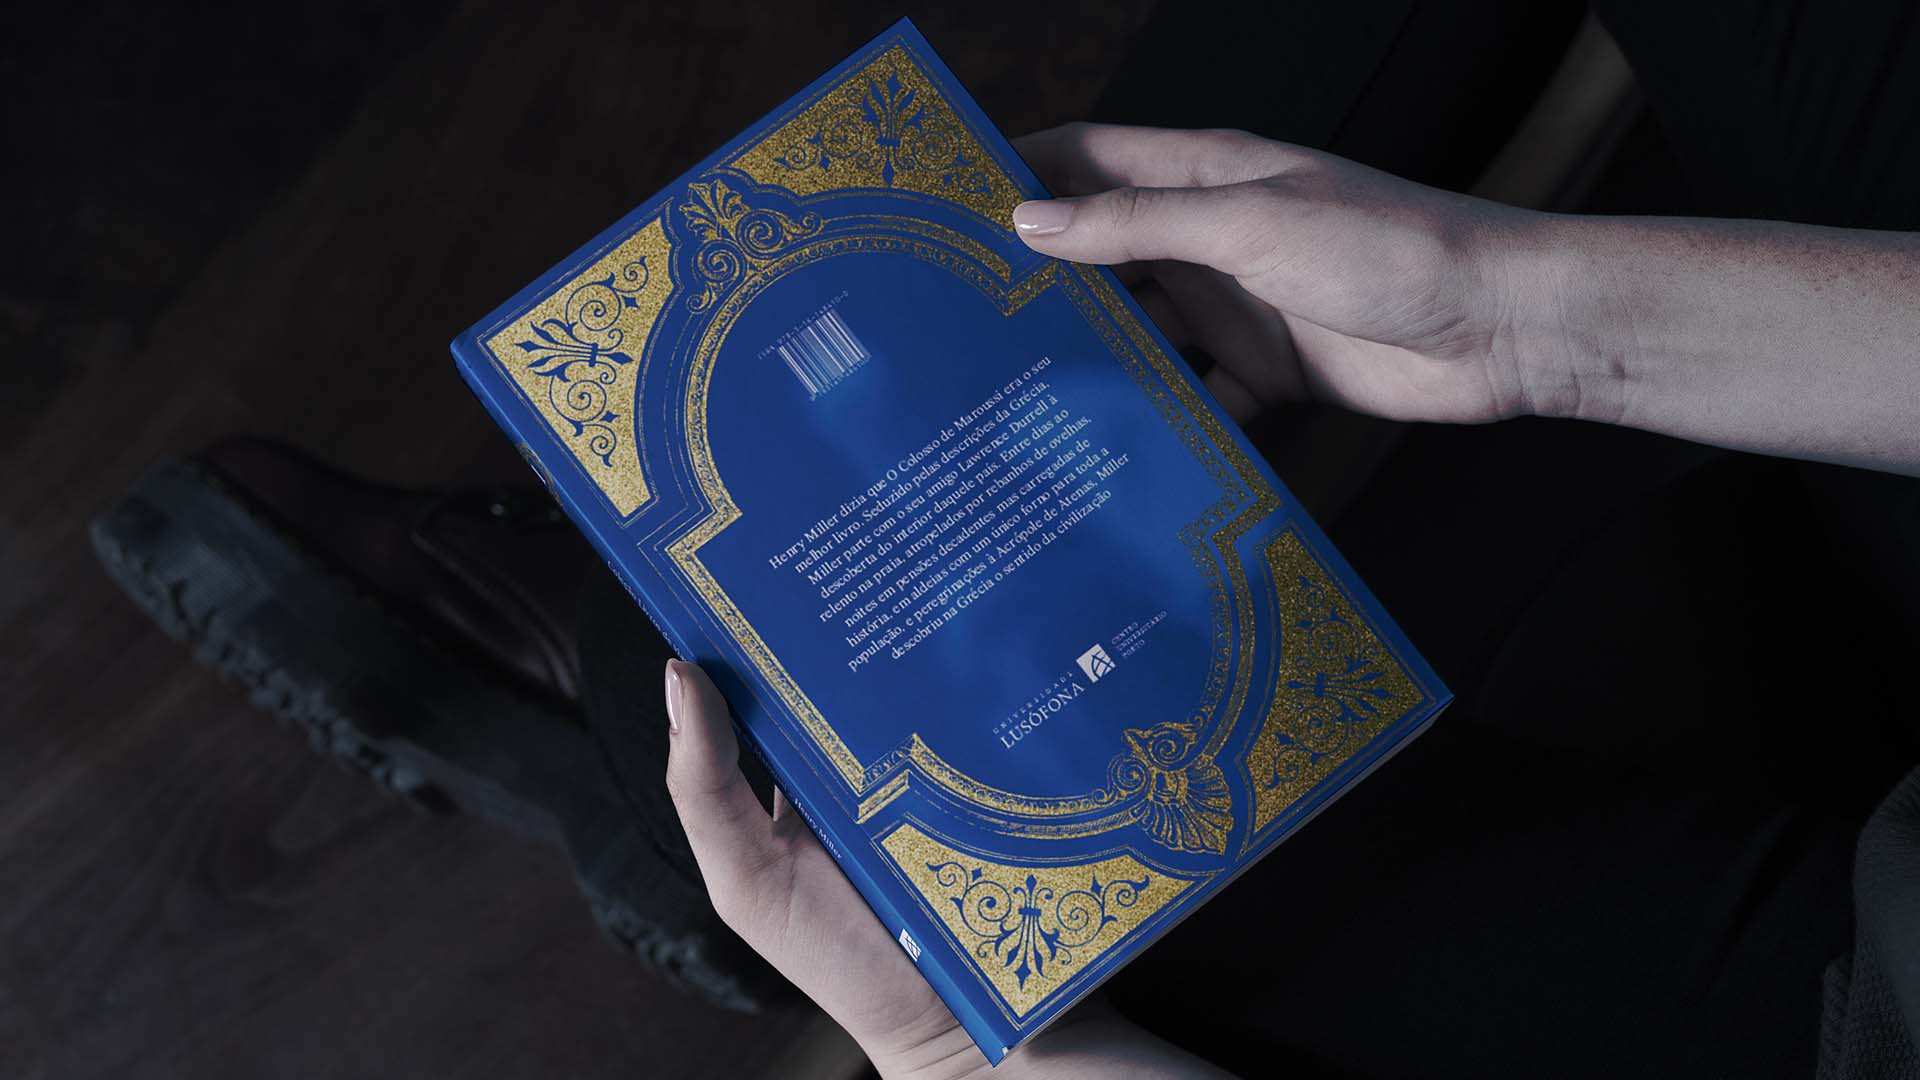 Henry Miller dizia que O Colosso de Maroussi era o seu
melhor livro. Seduzido pelas descrições da Grécia,
Miller parte com o seu amigo Lawrence Durrell à
descoberta do interior daquele país. Entre dias ao
relento na praia, atropelados por rebanhos de ovelhas,
noites em pensões decadentes mas carregadas de
história, em aldeias com um único forno para toda a
população, e peregrinações à Acrópole de Atenas, Miller
descobriu na Grécia o sentido da civilização
UNIVERSIDADE
LUSÓFONA
CENTRO
UNIVERSITÁRIO
PORTO
Henry Miller